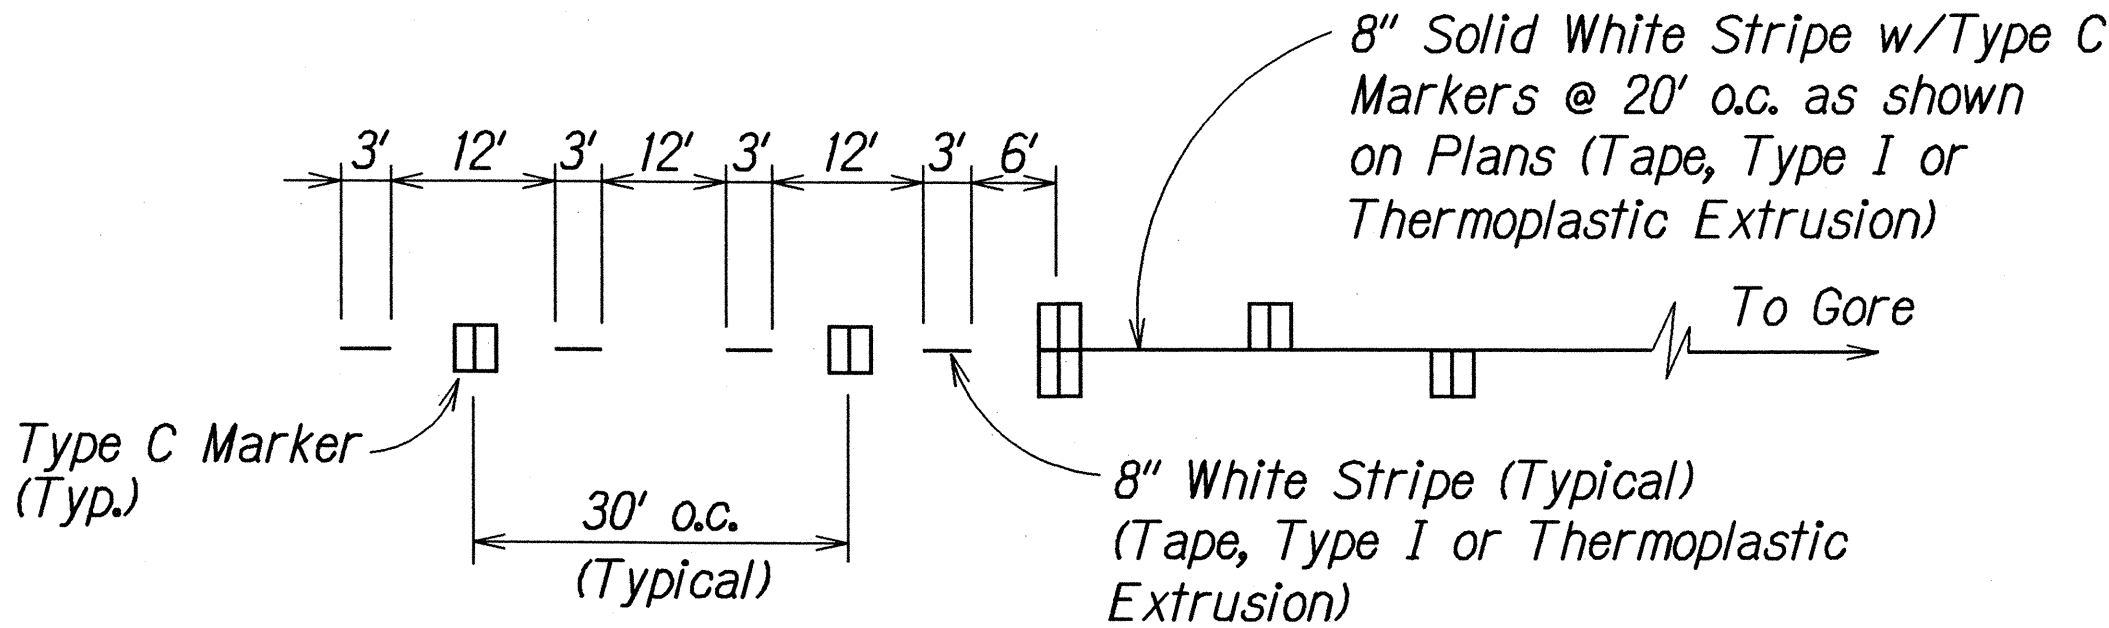 8" Solid White Stripe w/Type C
Markers @ 20' o.c. as shown
on Plans (Tape, Type I or
Thermoplastic Extrusion)
3' 12' 3' 12' 3' 12' 3' 6'
To Gore
Type C Marker
(Typ.)
30' o.c.
(Typical)
8" White Stripe (Typical)
(Tape, Type I or Thermoplastic
Extrusion)